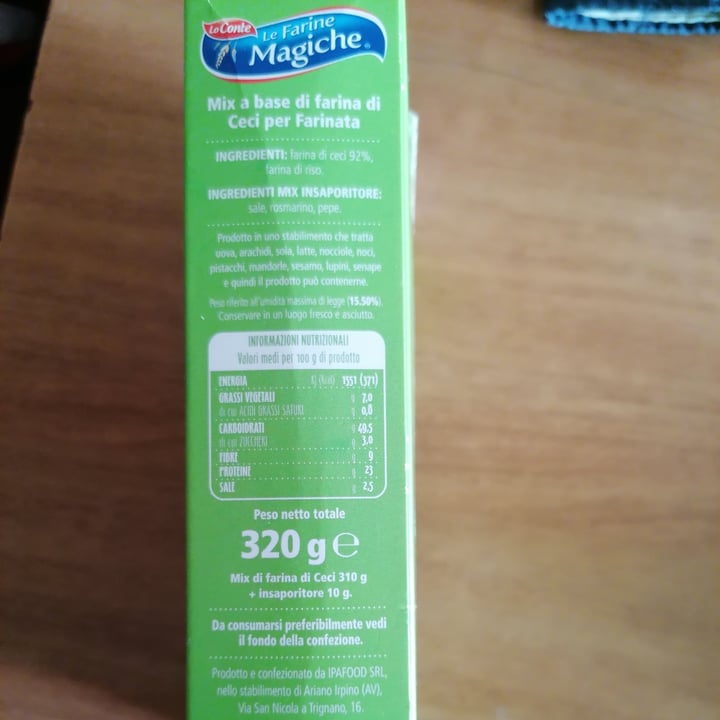 Lo Conte
Le Farine
Magiche®
Mix a base di farina di
Ceci per Farinata
INGREDIENTI: farina di ceci 92%,
farina di riso.
INGREDIENTI MIX INSAPORITORE:
sale, rosmarino, pepe.
Prodotto in uno stabilimento che tratta
uova, arachidi, soia, latte, nocciole, noci,
pistacchi, mandorle, sesamo, lupini, senape
e quindi il prodotto può contenerne.
Peso riferito all'umidità massima di legge (15.50%).
Conservare in un luogo fresco e asciutto.
INFORMAZIONI NUTRIZIONALI
Valori medi per 100 g di prodotto
ENERGIA KJ (kcal) 1551 (371)
GRASSI VEGETALI g 7,0
di cui ACIDI GRASSI SATURI g 0,8
CARBOIDRATI g 49,5
di cui ZUCCHERI g 3,0
FIBRE g 9
PROTEINE g 23
SALE g 2,5
Peso netto totale
320 g ℮
Mix di farina di Ceci 310 g
+ insaporitore 10 g.
Da consumarsi preferibilmente vedi
il fondo della confezione.
Prodotto e confezionato da IPAFOOD SRL,
nello stabilimento di Ariano Irpino (AV),
Via San Nicola a Trignano, 16.